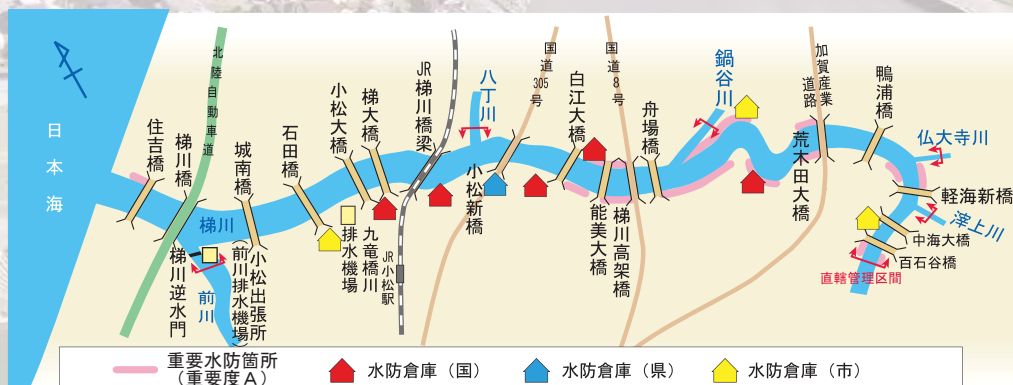 日本海
住吉橋
梯川橋
北陸自動車道
城南橋
石田橋
小松大橋
梯大橋
JR梯川橋梁
八丁川
国道305号
白江大橋
国道8号
舟場橋
鍋谷川
加賀産業道路
荒木田大橋
鴨浦橋
仏大寺川
軽海新橋
滓上川
中海大橋
百石谷橋
直轄管理区間
梯川
梯川逆水門
前川
(前川排水機場)
小松出張所
排水機場
九竜橋川
JR小松駅
小松新橋
能美大橋
梯川高架橋
重要水防箇所
(重要度A)
水防倉庫(国)
水防倉庫(県)
水防倉庫(市)